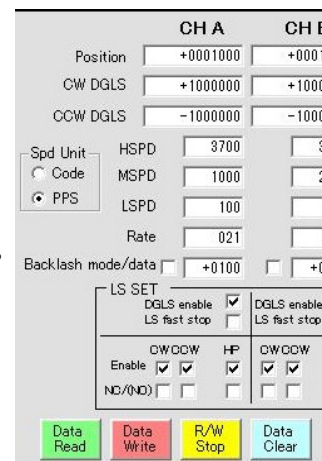 CH A CH B
Position +0001000 +0001
CW DGLS +1000000 +1000
CCW DGLS -1000000 -1000
Spd Unit
Code
PPS
HSPD 3700
MSPD 1000
LSPD 100
Rate 021
Backlash mode/data +0100
LS SET
DGLS enable DGLS enable
LS fast stop LS fast stop
CW CCW HP CW CCW
Enable
NC/(NO)
Data Read
Data Write
R/W Stop
Data Clear